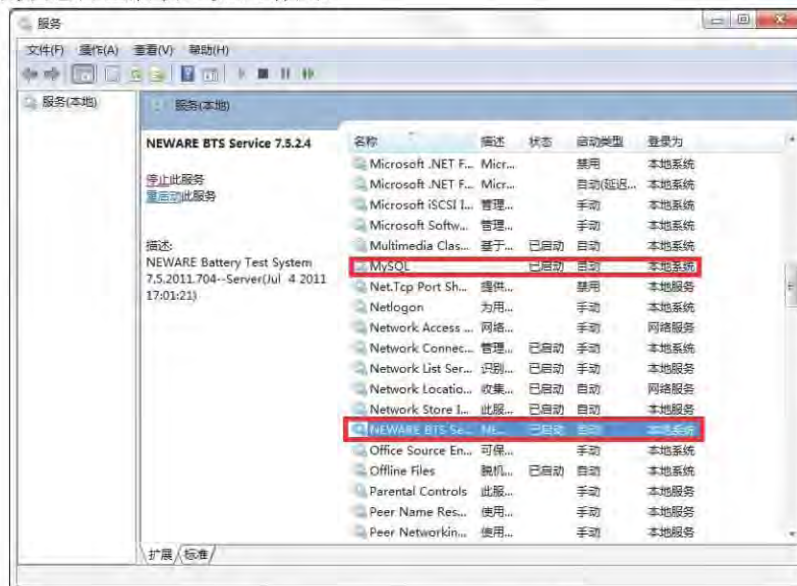 服务
文件(F) 操作(A) 查看(V) 帮助(H)
服务(本地)
服务(本地)
NEWARE BTS Service 7.5.2.4
停止此服务
重启动此服务
描述:
NEWARE Battery Test System
7.5.2011.704--Server(Jul 4 2011
17:01:21)
名称 描述 状态 启动类型 登录为
Microsoft .NET F... Micr... 禁用 本地系统
Microsoft .NET F... Micr... 自动(延迟... 本地系统
Microsoft iSCSI I... 管理... 手动 本地系统
Microsoft Softw... 管理... 手动 本地系统
Multimedia Clas... 基于... 已启动 自动 本地系统
MySQL 已启动 自动 本地系统
Net.Tcp Port Sh... 提供... 禁用 本地服务
Netlogon 为用... 手动 本地系统
Network Access ... 网络... 手动 网络服务
Network Connec... 管理... 已启动 手动 本地系统
Network List Ser... 识别... 已启动 手动 本地服务
Network Locatio... 收集... 已启动 自动 网络服务
Network Store I... 此服... 已启动 自动 本地服务
NEWARE BTS Se... NE... 已启动 自动 本地系统
Office Source En... 可保... 手动 本地系统
Offline Files 脱机... 已启动 自动 本地系统
Parental Controls 此服... 手动 本地服务
Peer Name Res... 使用... 手动 本地服务
Peer Networkin... 使用... 手动 本地服务
扩展 标准